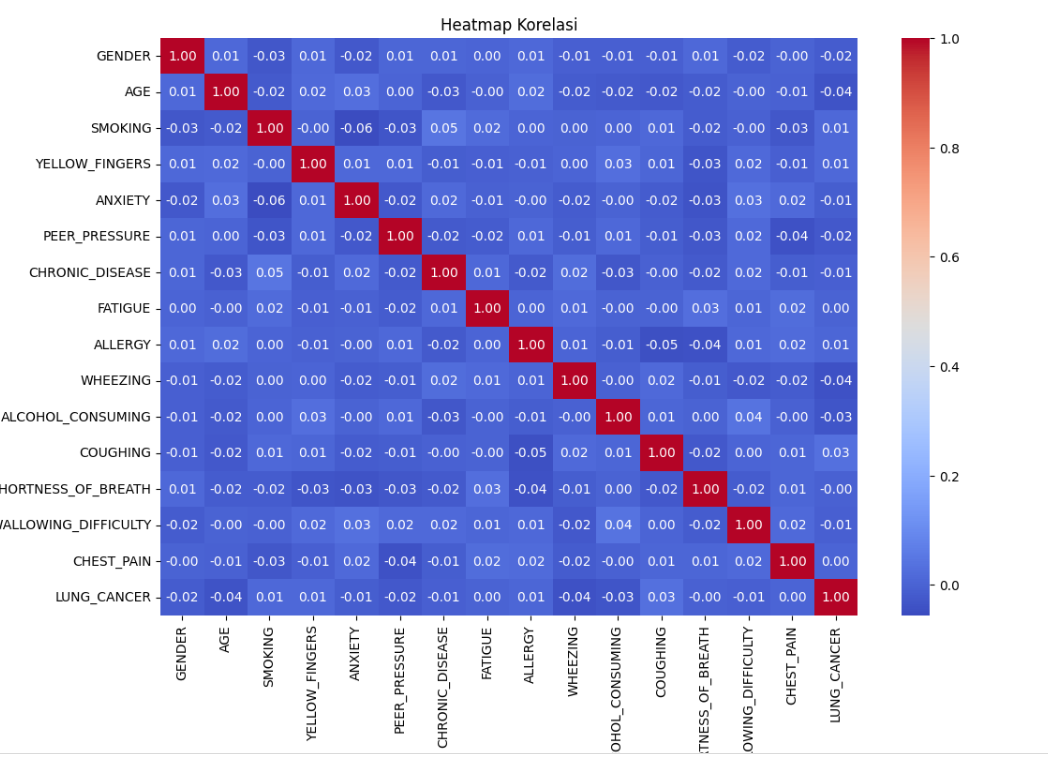 Heatmap Korelasi
GENDER 1.00 0.01 -0.03 0.01 -0.02 0.01 0.01 0.00 0.01 -0.01 -0.01 -0.01 0.01 -0.02 -0.00 -0.02
AGE 0.01 1.00 -0.02 0.02 0.03 0.00 -0.03 -0.00 0.02 -0.02 -0.02 -0.02 -0.02 -0.00 -0.01 -0.04
SMOKING -0.03 -0.02 1.00 -0.00 -0.06 -0.03 0.05 0.02 0.00 0.00 0.00 0.01 -0.02 -0.00 -0.03 0.01
YELLOW_FINGERS 0.01 0.02 -0.00 1.00 0.01 0.01 -0.01 -0.01 -0.01 0.00 0.03 0.01 -0.03 0.02 -0.01 0.01
ANXIETY -0.02 0.03 -0.06 0.01 1.00 -0.02 0.02 -0.01 -0.00 -0.02 -0.00 -0.02 -0.03 0.03 0.02 -0.01
PEER_PRESSURE 0.01 0.00 -0.03 0.01 -0.02 1.00 -0.02 -0.02 0.01 -0.01 0.01 -0.01 -0.03 0.02 -0.04 -0.02
CHRONIC_DISEASE 0.01 -0.03 0.05 -0.01 0.02 -0.02 1.00 0.01 -0.02 0.02 -0.03 -0.00 -0.02 0.02 -0.01 -0.01
FATIGUE 0.00 -0.00 0.02 -0.01 -0.01 -0.02 0.01 1.00 0.00 0.01 -0.00 -0.00 0.03 0.01 0.02 0.00
ALLERGY 0.01 0.02 0.00 -0.01 -0.00 0.01 -0.02 0.00 1.00 0.01 -0.01 -0.05 -0.04 0.01 0.02 0.01
WHEEZING -0.01 -0.02 0.00 0.00 -0.02 -0.01 0.02 0.01 0.01 1.00 -0.00 0.02 -0.01 -0.02 -0.02 -0.04
ALCOHOL_CONSUMING -0.01 -0.02 0.00 0.03 -0.00 0.01 -0.03 -0.00 -0.01 -0.00 1.00 0.01 0.00 0.04 -0.00 -0.03
COUGHING -0.01 -0.02 0.01 0.01 -0.02 -0.01 -0.00 -0.00 -0.05 0.02 0.01 1.00 -0.02 0.00 0.01 0.03
HORTNESS_OF_BREATH 0.01 -0.02 -0.02 -0.03 -0.03 -0.03 -0.02 0.03 -0.04 -0.01 0.00 -0.02 1.00 -0.02 0.01 -0.00
WALLOWING_DIFFICULTY -0.02 -0.00 -0.00 0.02 0.03 0.02 0.02 0.01 0.01 -0.02 0.04 0.00 -0.02 1.00 0.02 -0.01
CHEST_PAIN -0.00 -0.01 -0.03 -0.01 0.02 -0.04 -0.01 0.02 0.02 -0.02 -0.00 0.01 0.01 0.02 1.00 0.00
LUNG_CANCER -0.02 -0.04 0.01 0.01 -0.01 -0.02 -0.01 0.00 0.01 -0.04 -0.03 0.03 -0.00 -0.01 0.00 1.00
GENDER
AGE
SMOKING
YELLOW_FINGERS
ANXIETY
PEER_PRESSURE
CHRONIC_DISEASE
FATIGUE
ALLERGY
WHEEZING
OHOL_CONSUMING
COUGHING
RTNESS_OF_BREATH
LOWING_DIFFICULTY
CHEST_PAIN
LUNG_CANCER
1.0
0.8
0.6
0.4
0.2
0.0